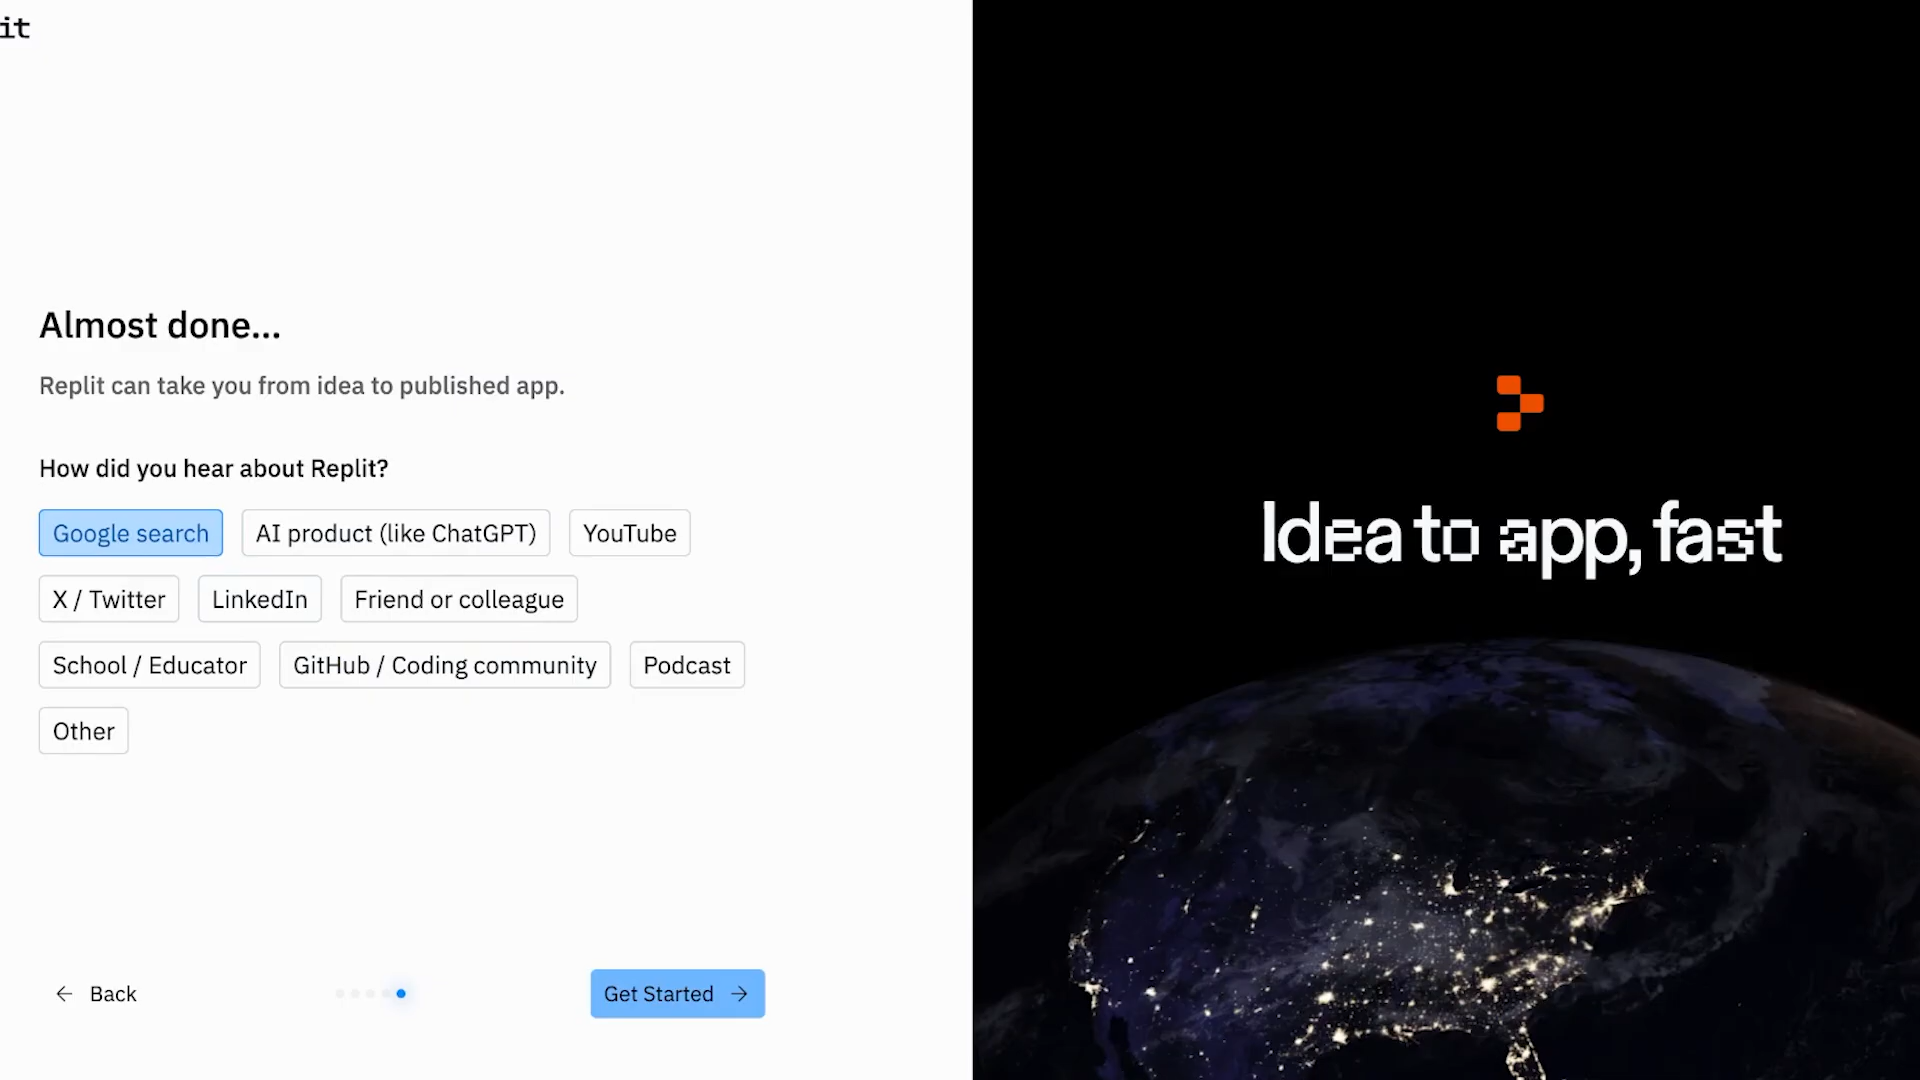 it
Almost done...
Replit can take you from idea to published app.
How did you hear about Replit?
Google search
AI product (like ChatGPT)
YouTube
X / Twitter
LinkedIn
Friend or colleague
School / Educator
GitHub / Coding community
Podcast
Other
Back
Get Started
Idea to app, fast